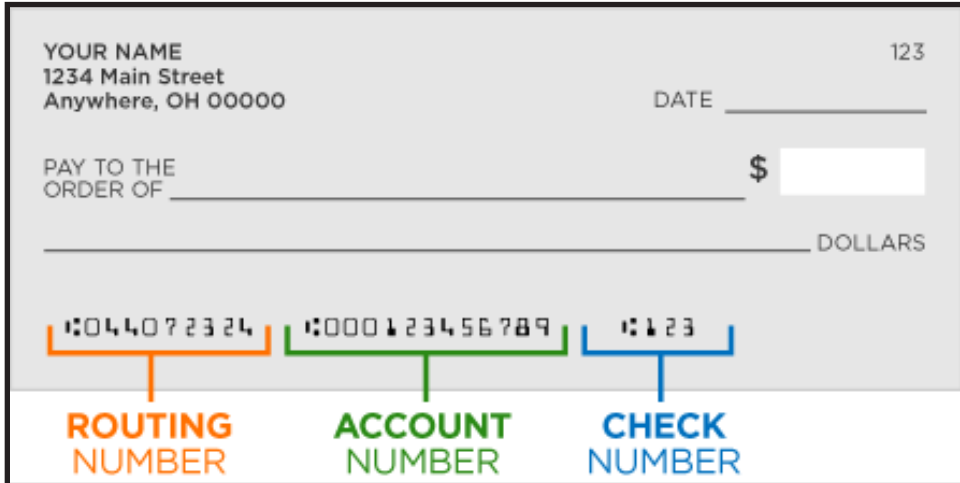 YOUR NAME 123
1234 Main Street
Anywhere, OH 00000
DATE
PAY TO THE
ORDER OF
$
DOLLARS
⑆044072324 ⑆000123456789 ⑆123
ROUTING NUMBER
ACCOUNT NUMBER
CHECK NUMBER